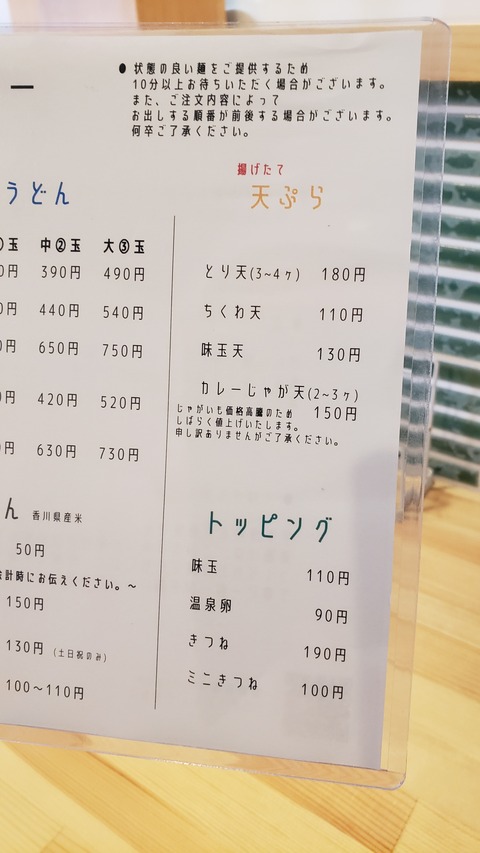 ー
● 状態の良い麺をご提供するため
10分以上お待ちいただく場合がございます。
また、ご注文内容によって
お出しする順番が前後する場合がございます。
何卒ご了承ください。
うどん
玉 中②玉 大③玉
0円 390円 490円
0円 440円 540円
円 650円 750円
0円 420円 520円
円 630円 730円
ん 香川県産米
50円
会計時にお伝えください。～
150円
130円 (土日祝のみ)
100～110円
揚げたて
天ぷら
とり天(3~4ヶ) 180円
ちくわ天 110円
味玉天 130円
カレーじゃが天(2~3ヶ)
じゃがいも価格高騰のため 150円
しばらく値上げいたします。
申し訳ありませんがご了承ください。
トッピング
味玉 110円
温泉卵 90円
きつね 190円
ミニきつね 100円